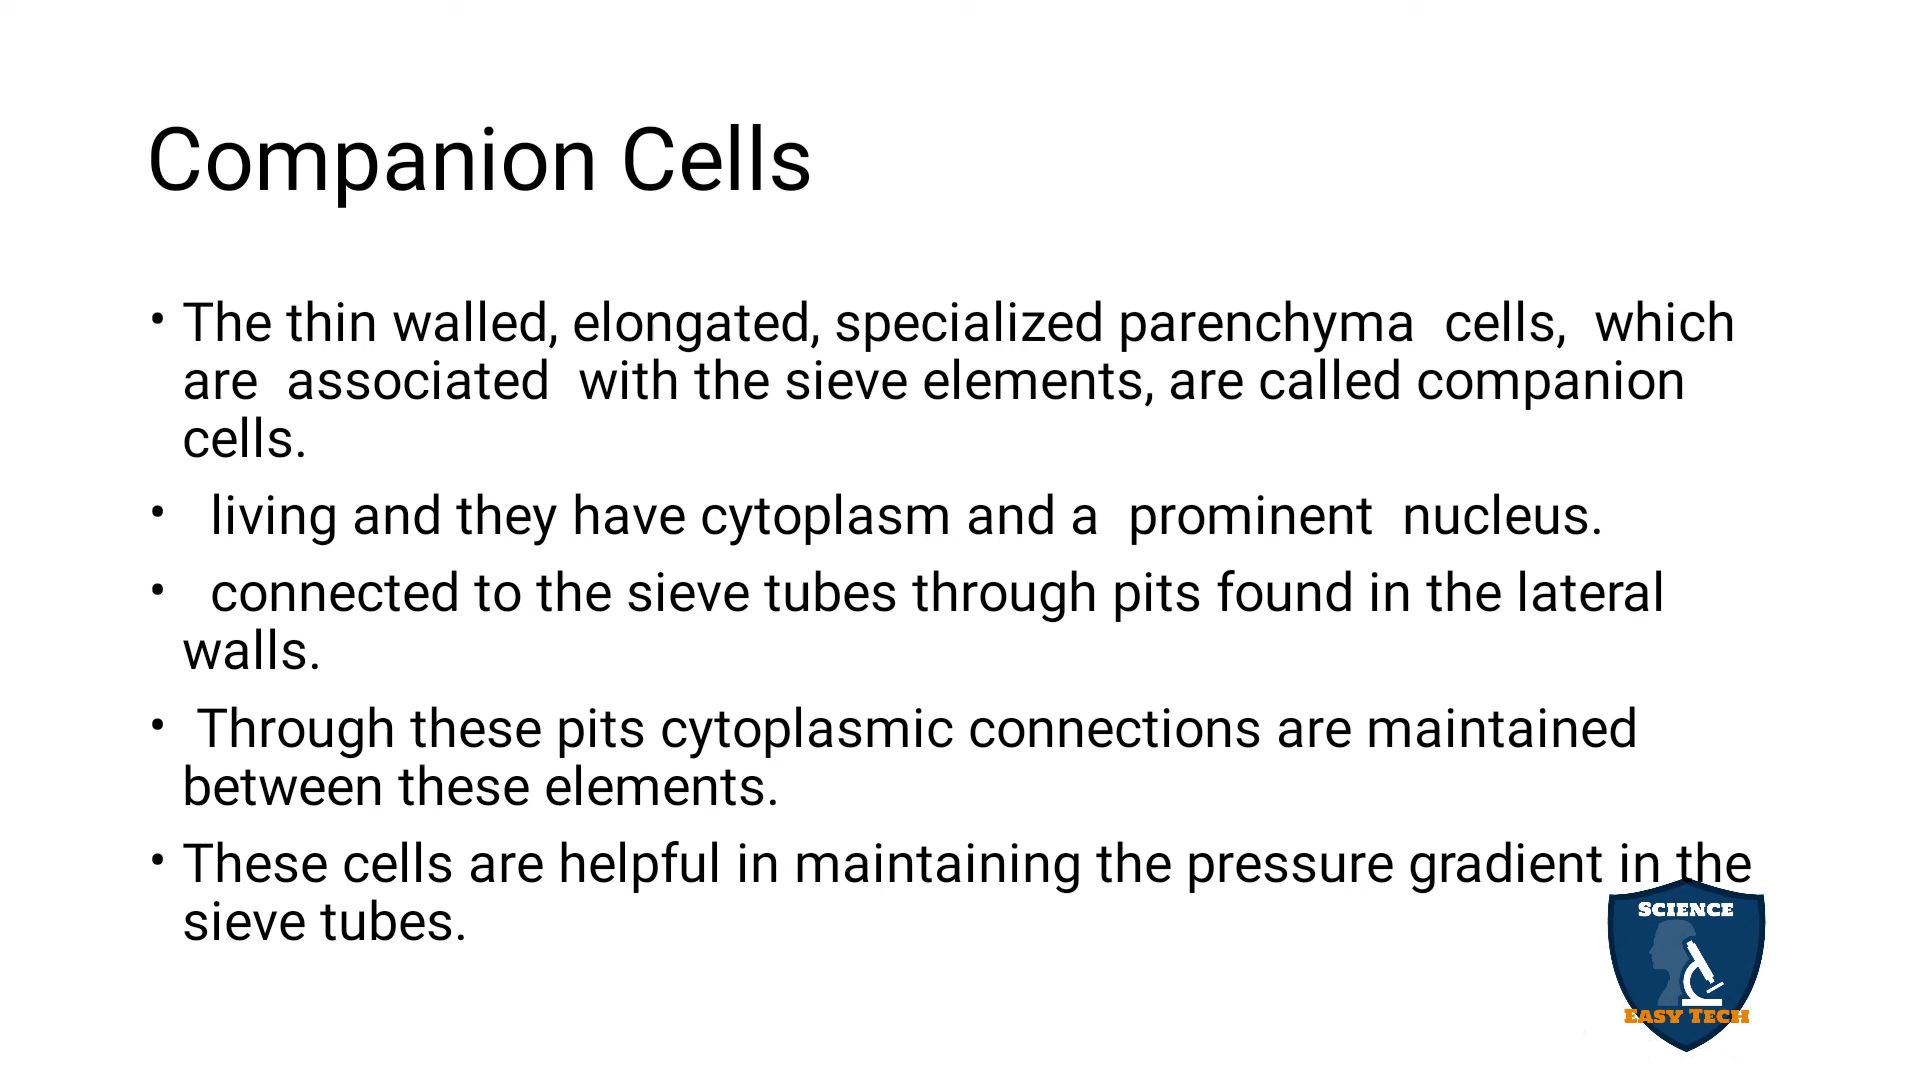 Companion Cells
• The thin walled, elongated, specialized parenchyma  cells,  which
are  associated  with the sieve elements, are called companion
cells.
•  living and they have cytoplasm and a  prominent  nucleus.
•  connected to the sieve tubes through pits found in the lateral
walls.
• Through these pits cytoplasmic connections are maintained
between these elements.
• These cells are helpful in maintaining the pressure gradient in the
sieve tubes.
SCIENCE
EASY TECH